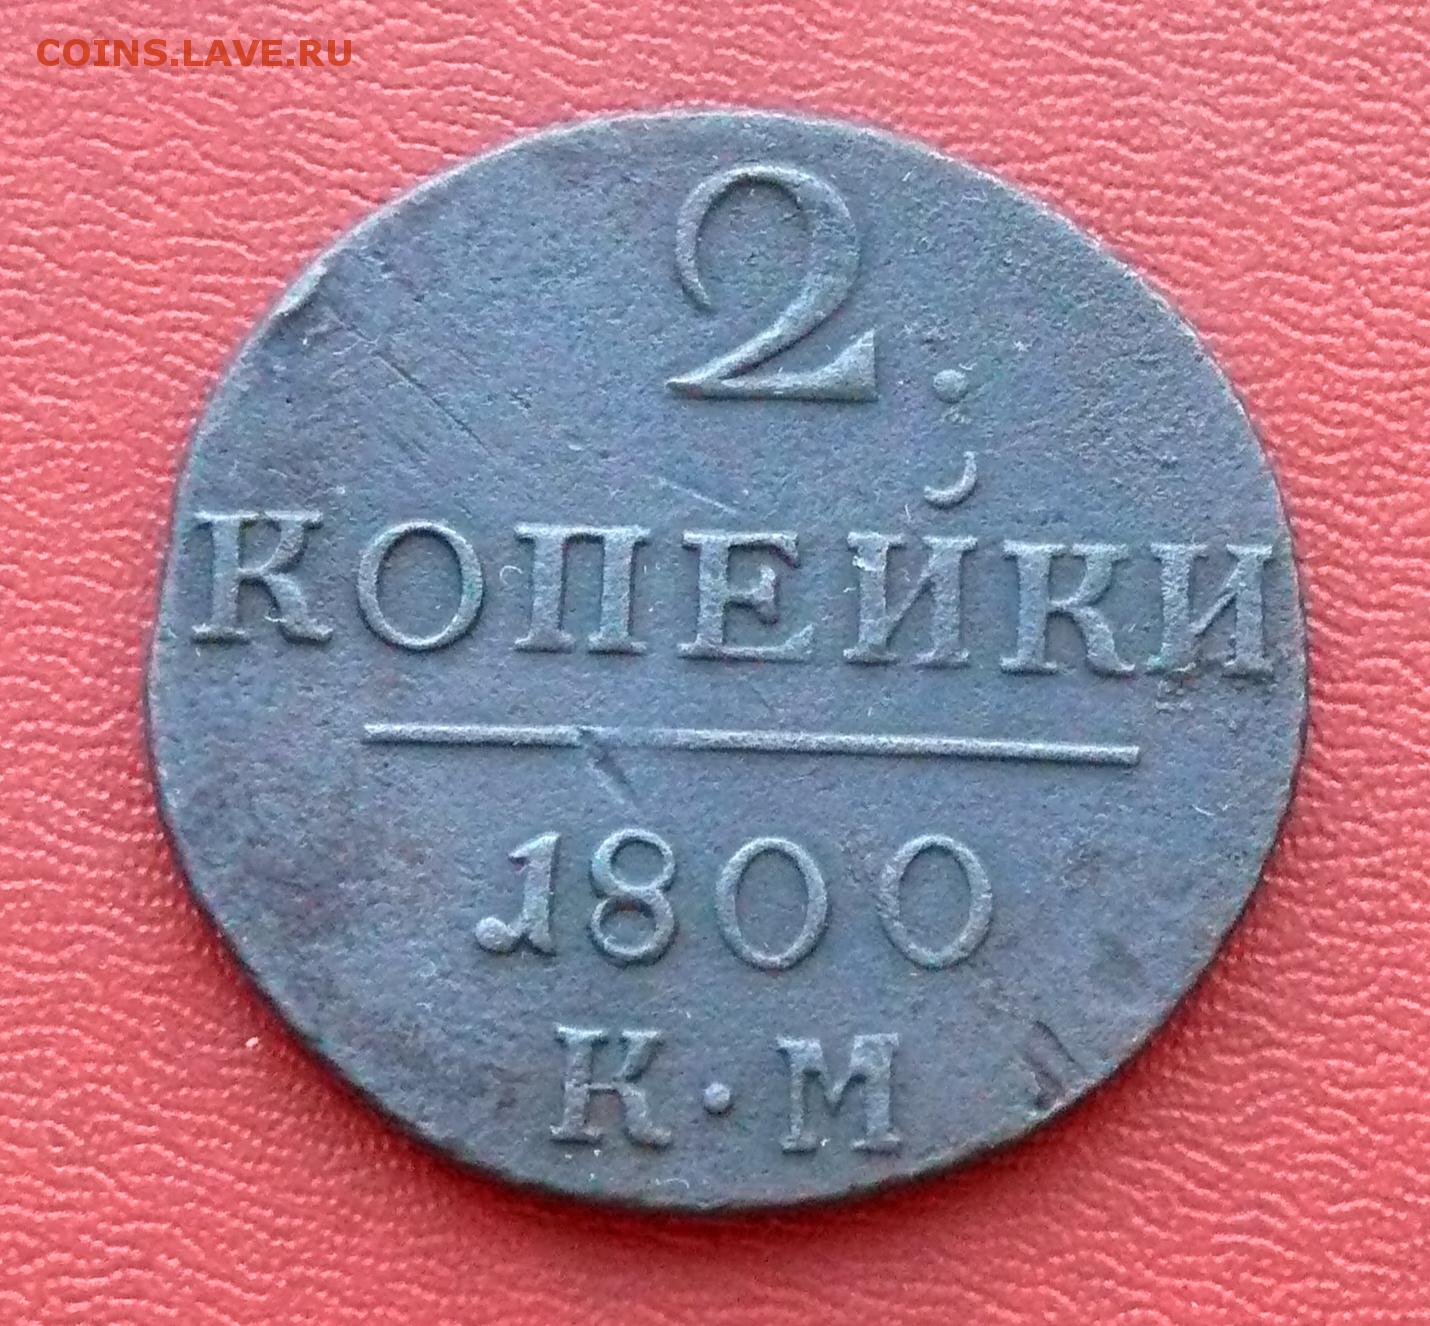 COINS.LAVE.RU
2.
КОПЕЙКИ
1800
К·М